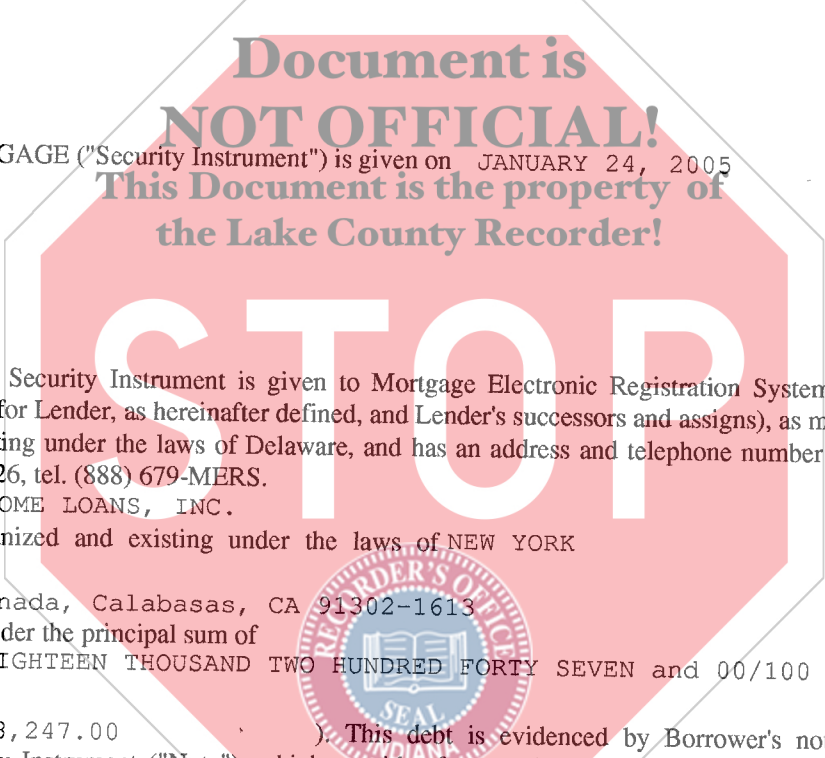 Document is
NOT OFFICIAL!
GAGE ("Security Instrument") is given on JANUARY 24, 2005
This Document is the property of
the Lake County Recorder!
STOP
Security Instrument is given to Mortgage Electronic Registration System
for Lender, as hereinafter defined, and Lender's successors and assigns), as m
ing under the laws of Delaware, and has an address and telephone number
26, tel. (888) 679-MERS.
OME LOANS, INC.
nized and existing under the laws of NEW YORK
nada, Calabasas, CA 91302-1613
der the principal sum of
IGHTEEN THOUSAND TWO HUNDRED FORTY SEVEN and 00/100
RECORDER'S OFFICE
SEAL
INDIANA
8,247.00 ). This debt is evidenced by Borrower's no